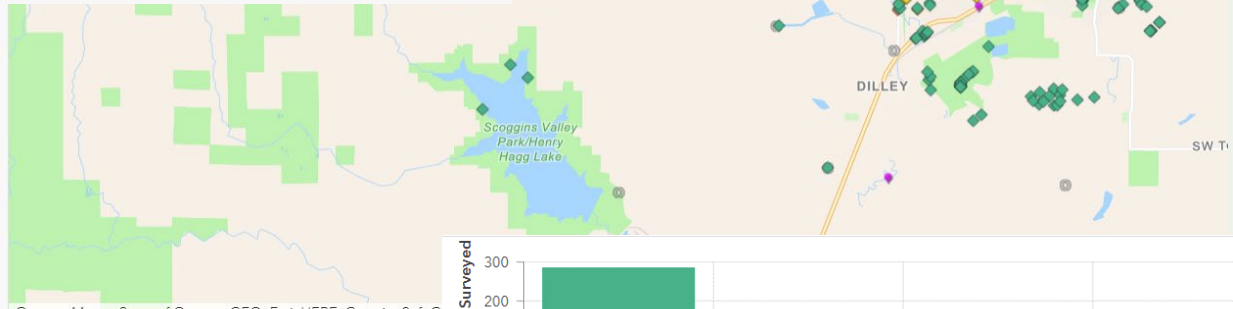 DILLEY
Scoggins Valley
Park/Henry
Hagg Lake
SW T
Surveyed
300
200